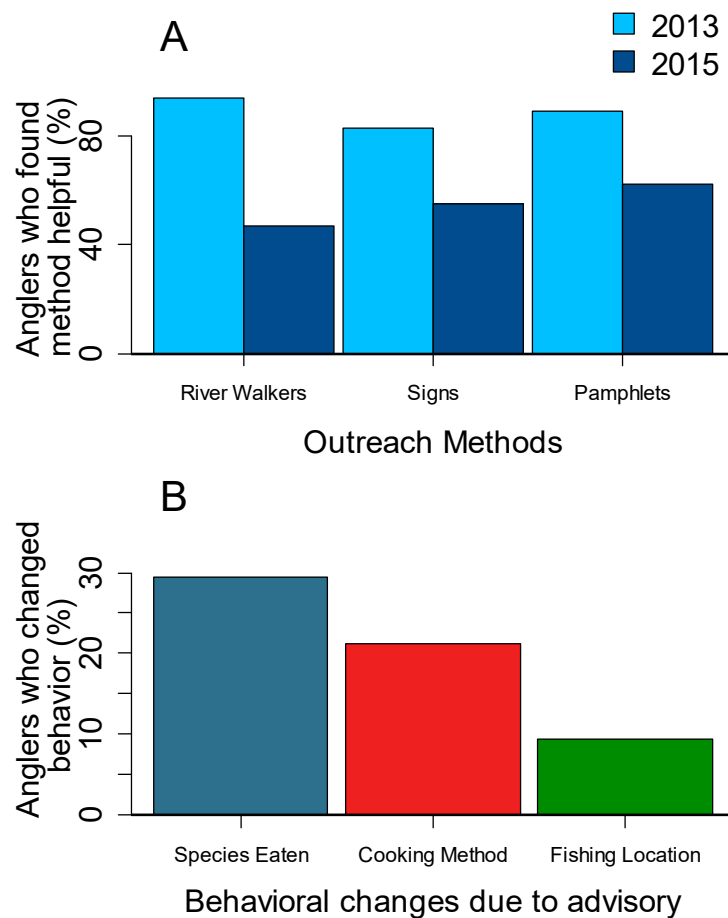 A
2013
2015
Anglers who found
method helpful (%)
80
40
0
River Walkers
Signs
Pamphlets
Outreach Methods
B
Anglers who changed
behavior (%)
30
20
10
0
Species Eaten
Cooking Method
Fishing Location
Behavioral changes due to advisory